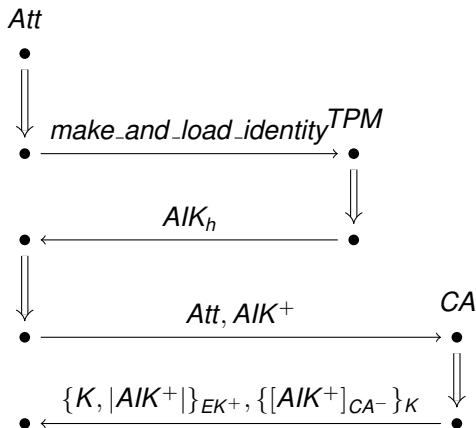 Att
make_and_load_identity TPM
AIK_h
CA
Att, AIK^+
{K, |AIK^+|}_{EK^+}, {[AIK^+]_{CA^-}}_K